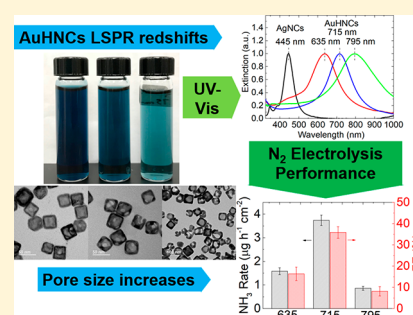 AuHNCs LSPR redshifts
UV-
Vis
Extinction (a.u.)
1.4
1.2
1.0
0.8
0.6
0.4
0.2
0.0
AgNCs
445 nm
AuHNCs
715 nm
635 nm
795 nm
400 500 600 700 800 900 1000
Wavelength (nm)
N₂ Electrolysis
Performance
Pore size increases
NH₃ Rate (µg h⁻¹ cm⁻²)
4
3
2
1
0
50
40
30
20
10
0
635 715 795